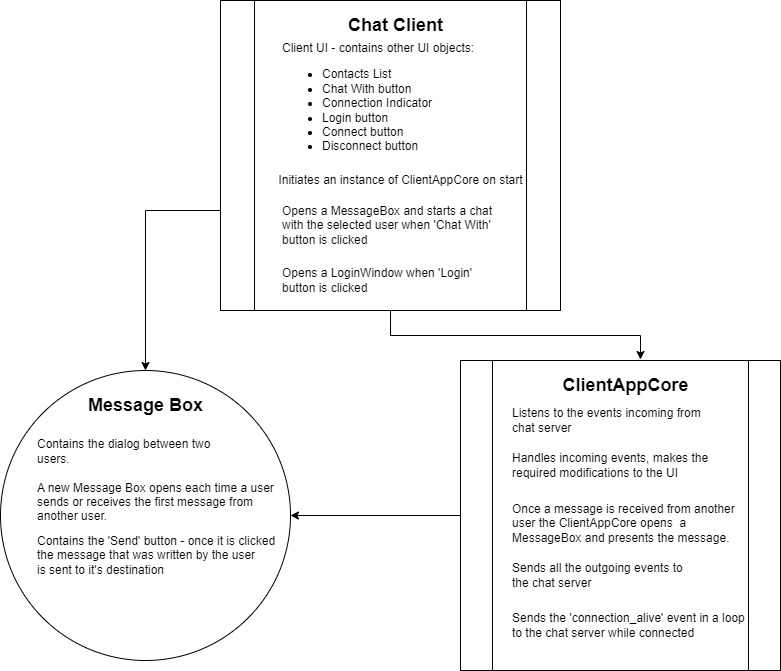 Chat Client
Client UI - contains other UI objects:
Contacts List
Chat With button
Connection Indicator
Login button
Connect button
Disconnect button
Initiates an instance of ClientAppCore on start
Opens a MessageBox and starts a chat
with the selected user when 'Chat With'
button is clicked
Opens a LoginWindow when 'Login'
button is clicked
Message Box
Contains the dialog between two
users.
A new Message Box opens each time a user
sends or receives the first message from
another user.
Contains the 'Send' button - once it is clicked
the message that was written by the user
is sent to it's destination
ClientAppCore
Listens to the events incoming from
chat server
Handles incoming events, makes the
required modifications to the UI
Once a message is received from another
user the ClientAppCore opens a
MessageBox and presents the message.
Sends all the outgoing events to
the chat server
Sends the 'connection_alive' event in a loop
to the chat server while connected